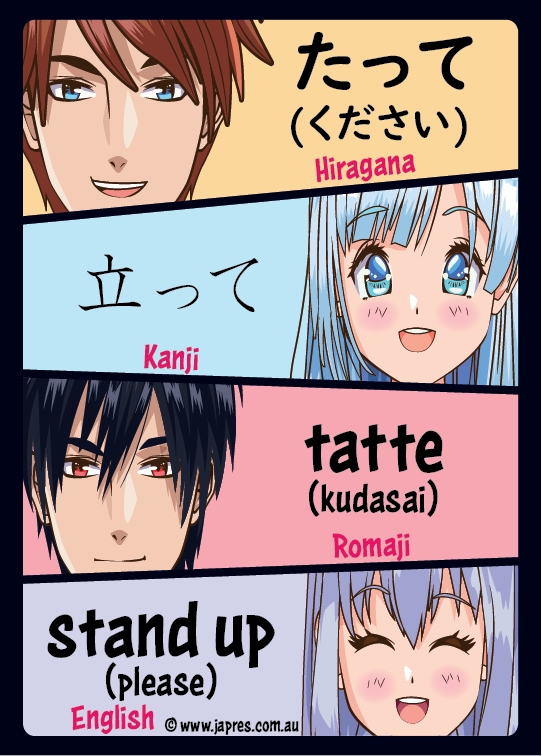 たって
(ください)
Hiragana
立って
Kanji
tatte
(kudasai)
Romaji
stand up
(please)
English © www.japres.com.au